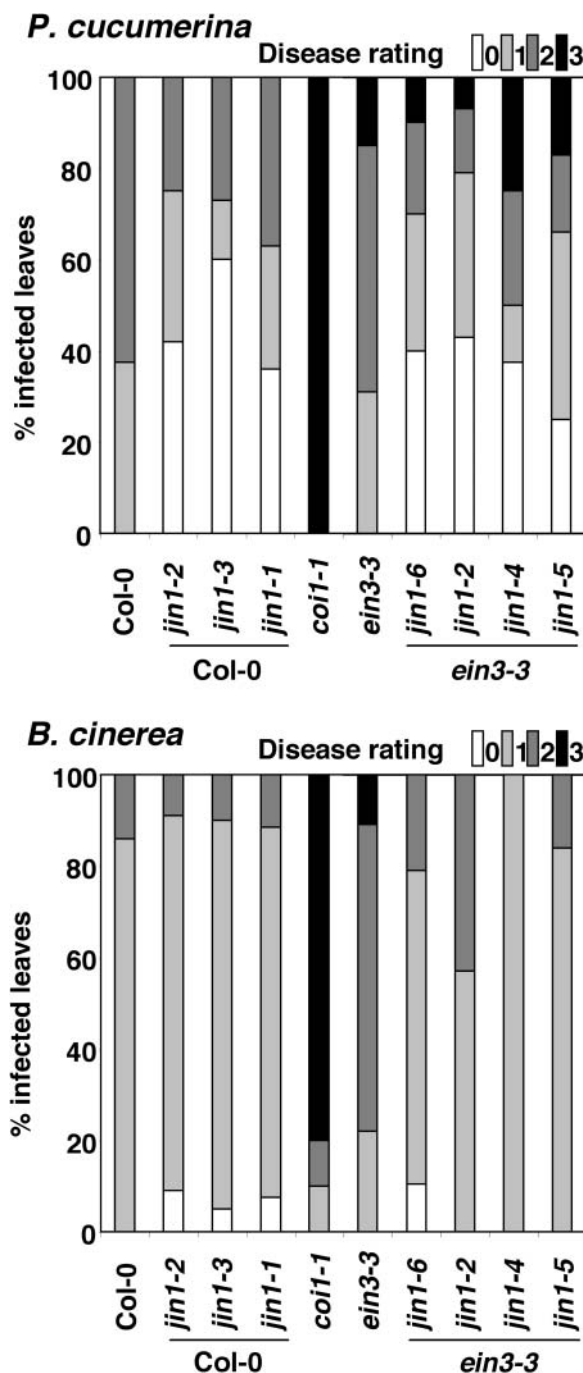 P. cucumerina
Disease rating 0 1 2 3
100
80
60
40
20
0
% infected leaves
Col-0 jin1-2 jin1-3 jin1-1 coi1-1 ein3-3 jin1-6 jin1-2 jin1-4 jin1-5
Col-0 ein3-3
B. cinerea
Disease rating 0 1 2 3
100
80
60
40
20
0
% infected leaves
Col-0 jin1-2 jin1-3 jin1-1 coi1-1 ein3-3 jin1-6 jin1-2 jin1-4 jin1-5
Col-0 ein3-3